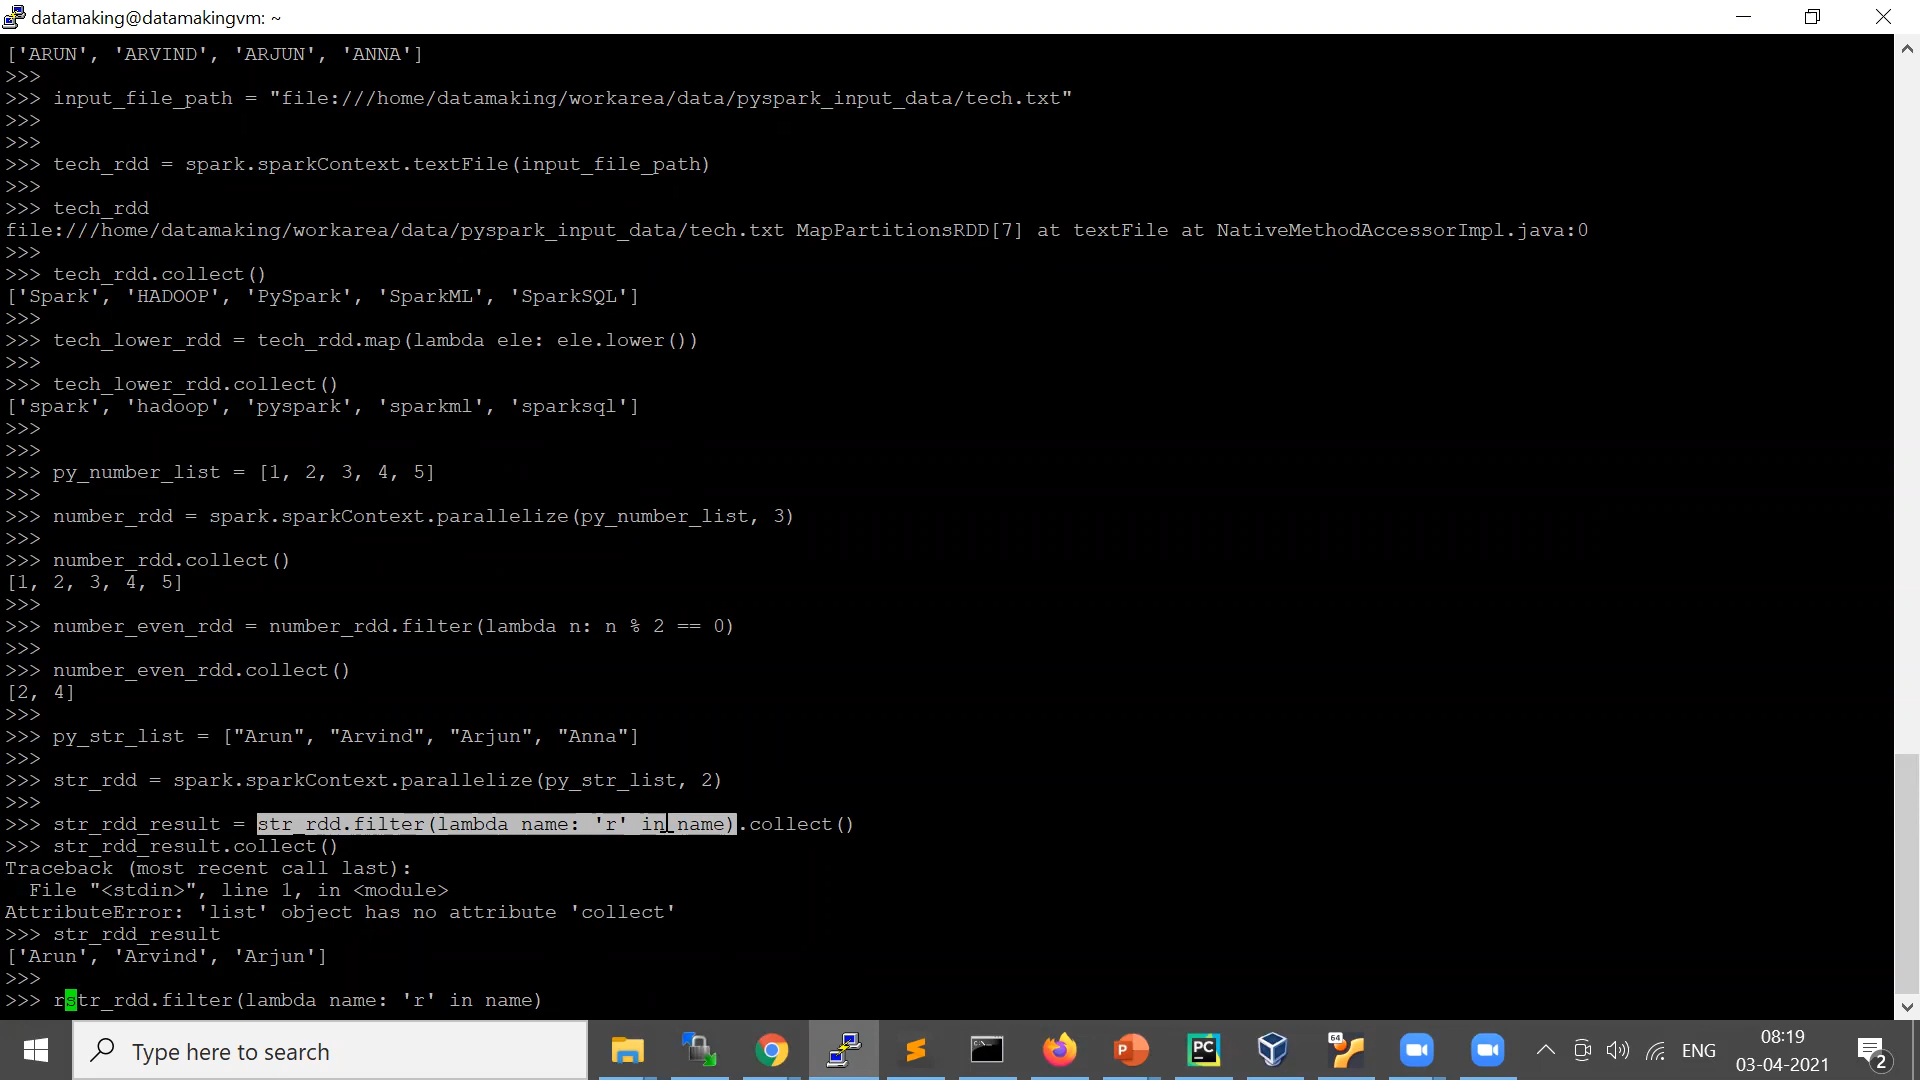 datamaking@datamakingvm: ~
['ARUN', 'ARVIND', 'ARJUN', 'ANNA']
>>>
>>> input_file_path = "file:///home/datamaking/workarea/data/pyspark_input_data/tech.txt"
>>>
>>>
>>> tech_rdd = spark.sparkContext.textFile(input_file_path)
>>>
>>> tech_rdd
file:///home/datamaking/workarea/data/pyspark_input_data/tech.txt MapPartitionsRDD[7] at textFile at NativeMethodAccessorImpl.java:0
>>>
>>> tech_rdd.collect()
['Spark', 'HADOOP', 'PySpark', 'SparkML', 'SparkSQL']
>>>
>>> tech_lower_rdd = tech_rdd.map(lambda ele: ele.lower())
>>>
>>> tech_lower_rdd.collect()
['spark', 'hadoop', 'pyspark', 'sparkml', 'sparksql']
>>>
>>>
>>> py_number_list = [1, 2, 3, 4, 5]
>>>
>>> number_rdd = spark.sparkContext.parallelize(py_number_list, 3)
>>>
>>> number_rdd.collect()
[1, 2, 3, 4, 5]
>>>
>>> number_even_rdd = number_rdd.filter(lambda n: n % 2 == 0)
>>>
>>> number_even_rdd.collect()
[2, 4]
>>>
>>> py_str_list = ["Arun", "Arvind", "Arjun", "Anna"]
>>>
>>> str_rdd = spark.sparkContext.parallelize(py_str_list, 2)
>>>
>>> str_rdd_result = str_rdd.filter(lambda name: 'r' in name).collect()
>>> str_rdd_result.collect()
Traceback (most recent call last):
  File "<stdin>", line 1, in <module>
AttributeError: 'list' object has no attribute 'collect'
>>> str_rdd_result
['Arun', 'Arvind', 'Arjun']
>>>
>>> rstr_rdd.filter(lambda name: 'r' in name)
Type here to search
P
PC
64
ENG
08:19
03-04-2021
2